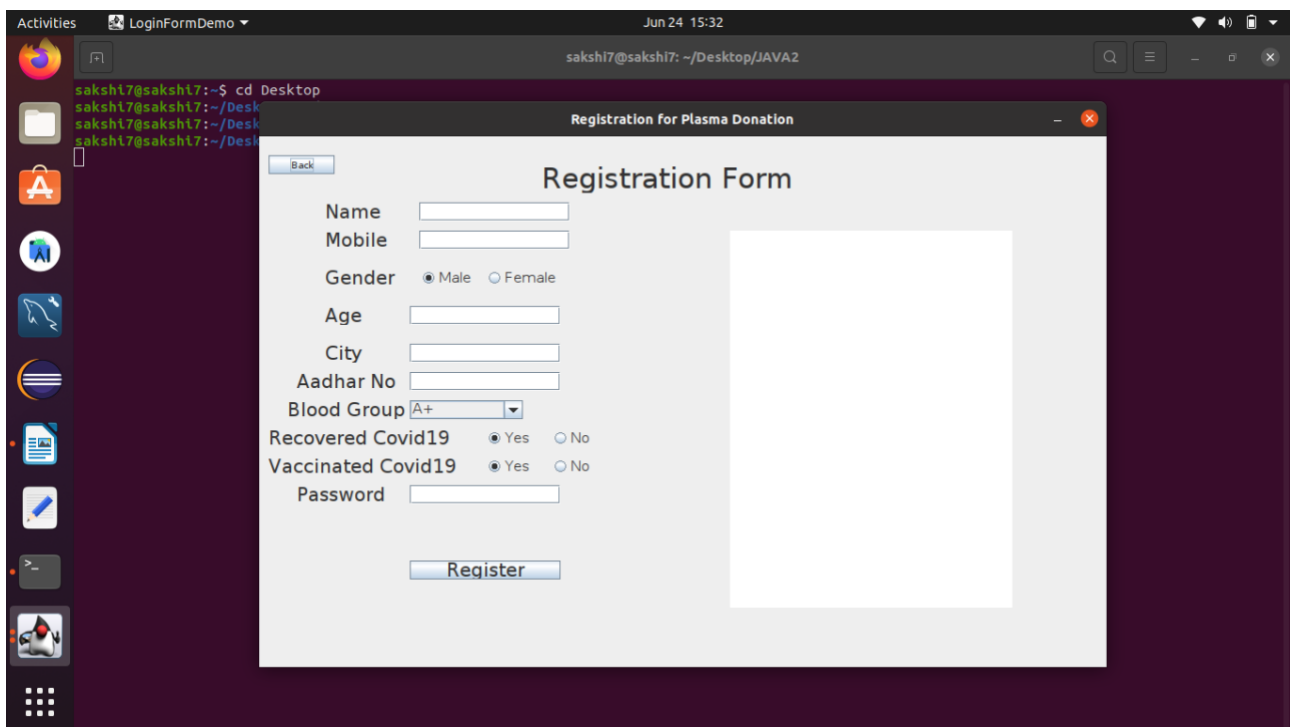 Activities LoginFormDemo Jun 24 15:32
sakshi7@sakshi7: ~/Desktop/JAVA2
sakshi7@sakshi7:~$ cd Desktop
sakshi7@sakshi7:~/Desk
sakshi7@sakshi7:~/Desk
sakshi7@sakshi7:~/Desk
Registration for Plasma Donation
Back
Registration Form
Name
Mobile
Gender Male Female
Age
City
Aadhar No
Blood Group A+
Recovered Covid19 Yes No
Vaccinated Covid19 Yes No
Password
Register